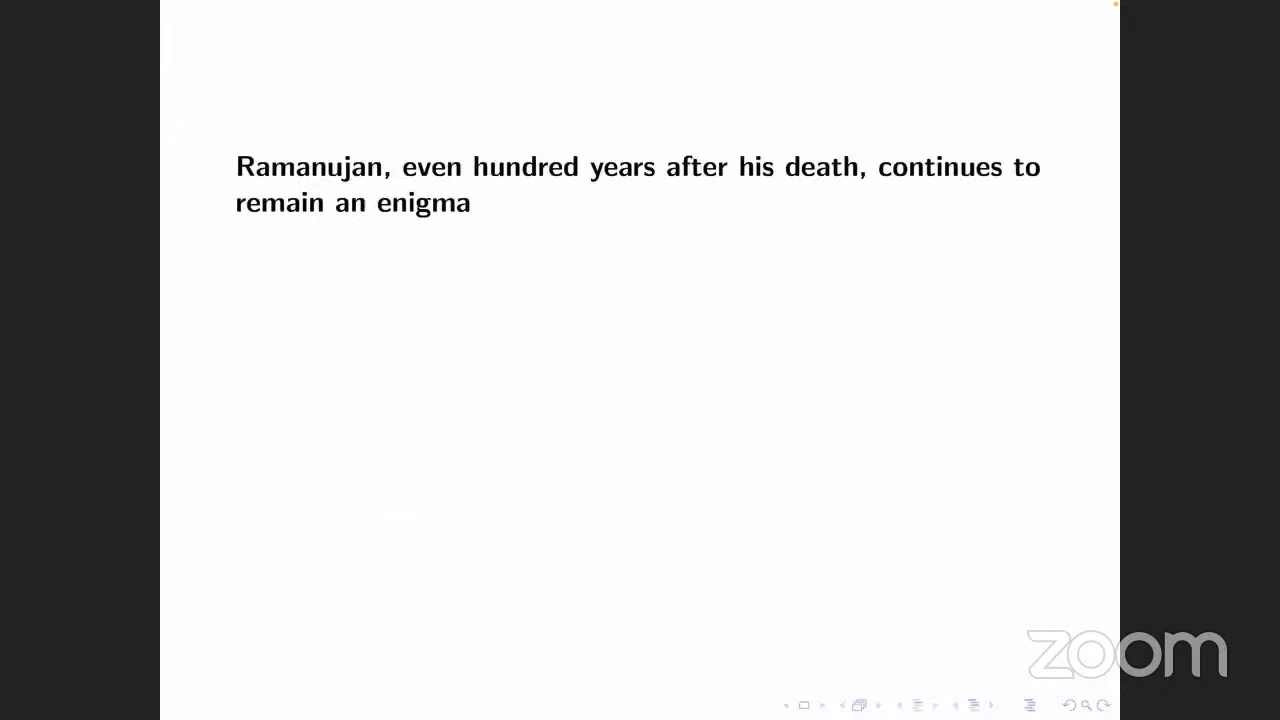 Ramanujan, even hundred years after his death, continues to
remain an enigma
zoom